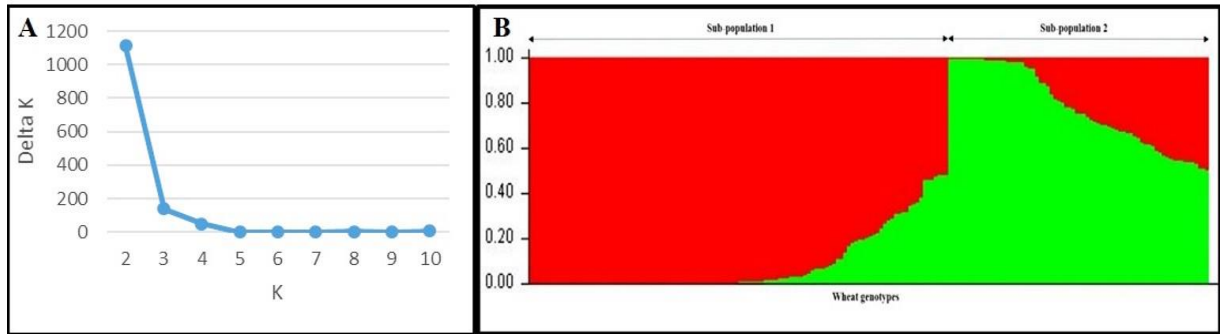 A
1200
1000
800
600
400
200
0
Delta K
2 3 4 5 6 7 8 9 10
K
B
Sub-population 1 Sub-population 2
1.00
0.80
0.60
0.40
0.20
0.00
Wheat genotypes